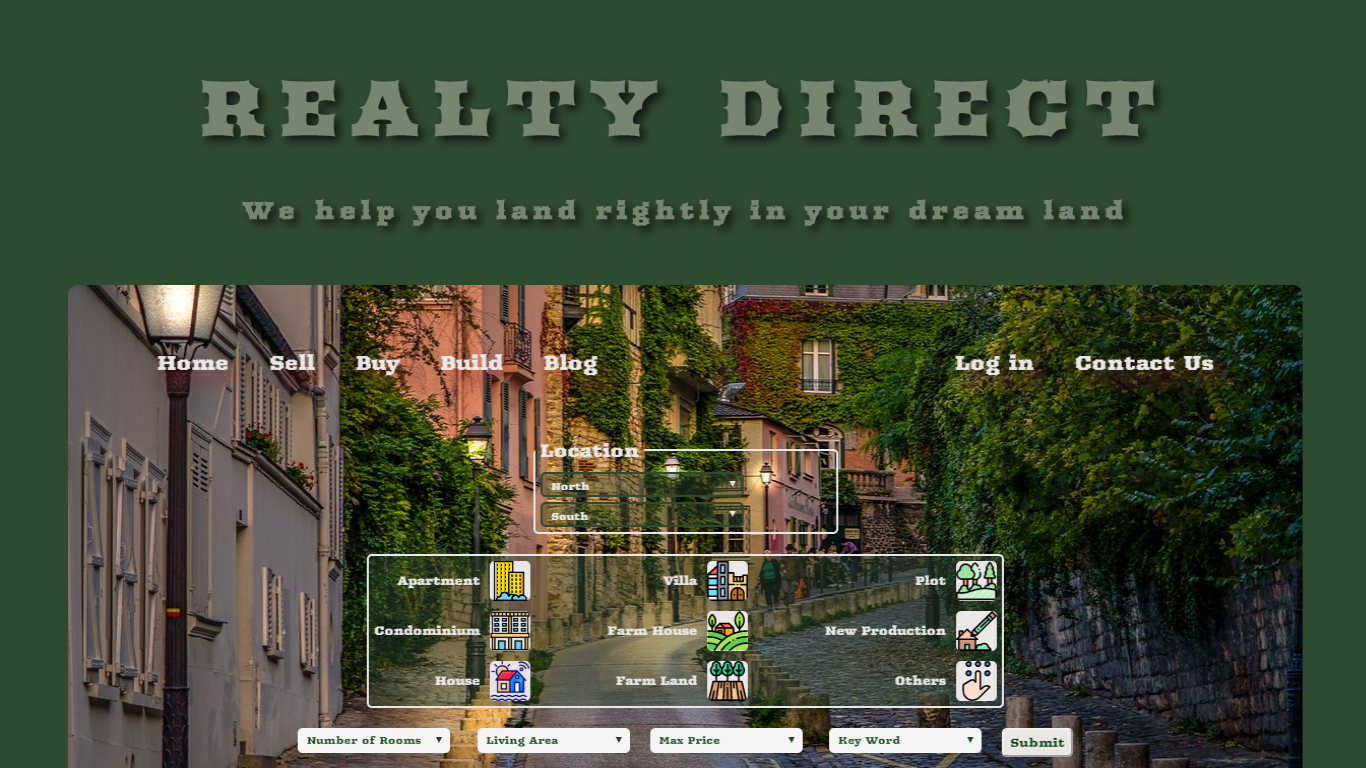 REALTY DIRECT
We help you land rightly in your dream land
Home Sell Buy Build Blog Log in Contact Us
Location
North
South
Apartment Villa Plot
Condominium Farm House New Production
House Farm Land Others
Number of Rooms Living Area Max Price Key Word Submit